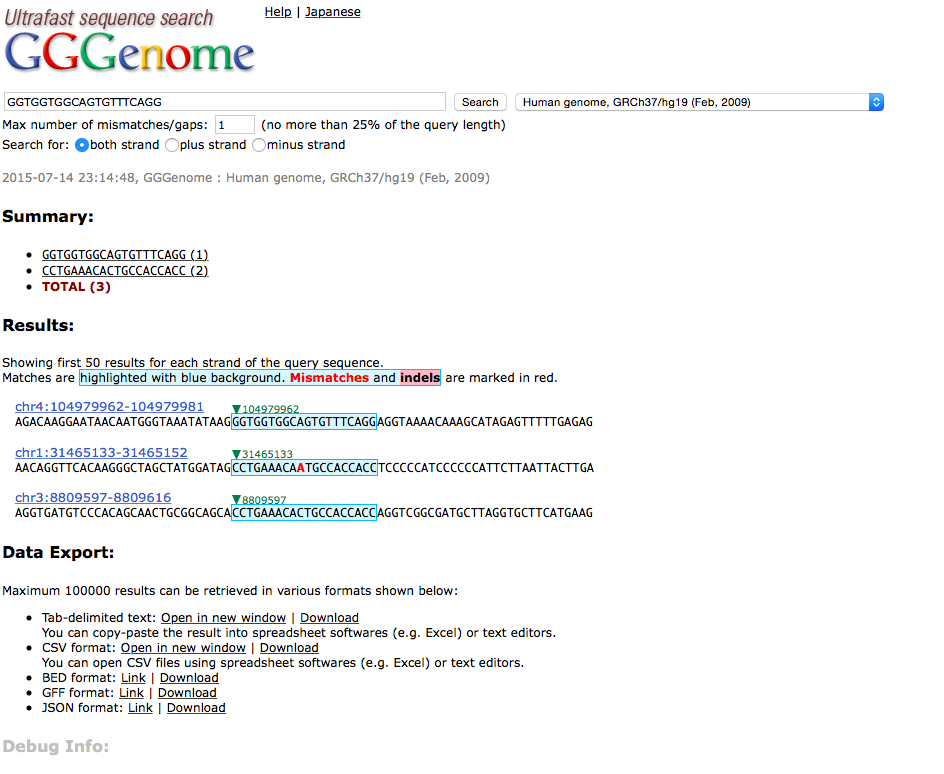 Ultrafast sequence search
Help | Japanese
GGGenome
GGTGGTGGCAGTGTTTCAGG Search Human genome, GRCh37/hg19 (Feb, 2009)
Max number of mismatches/gaps: 1 (no more than 25% of the query length)
Search for: both strand plus strand minus strand
2015-07-14 23:14:48, GGGenome : Human genome, GRCh37/hg19 (Feb, 2009)
Summary:
• GGTGGTGGCAGTGTTTCAGG (1)
• CCTGAAACACTGCCACCACC (2)
• TOTAL (3)
Results:
Showing first 50 results for each strand of the query sequence.
Matches are highlighted with blue background. Mismatches and indels are marked in red.
chr4:104979962-104979981 ▼104979962
AGACAAGGAATAACAATGGGTAAATATAAGGGTGGTGGCAGTGTTTCAGGAGGTAAAACAAAGCATAGAGTTTTTGAGAG
chr1:31465133-31465152 ▼31465133
AACAGGTTCACAAGGGCTAGCTATGGATAGCCTGAAACAATGCCACCACCTCCCCCATCCCCCCATTCTTAATTACTTGA
chr3:8809597-8809616 ▼8809597
AGGTGATGTCCCACAGCAACTGCGGCAGCACCTGAAACACTGCCACCACCAGGTCGGCGATGCTTAGGTGCTTCATGAAG
Data Export:
Maximum 100000 results can be retrieved in various formats shown below:
• Tab-delimited text: Open in new window | Download
You can copy-paste the result into spreadsheet softwares (e.g. Excel) or text editors.
• CSV format: Open in new window | Download
You can open CSV files using spreadsheet softwares (e.g. Excel) or text editors.
• BED format: Link | Download
• GFF format: Link | Download
• JSON format: Link | Download
Debug Info: